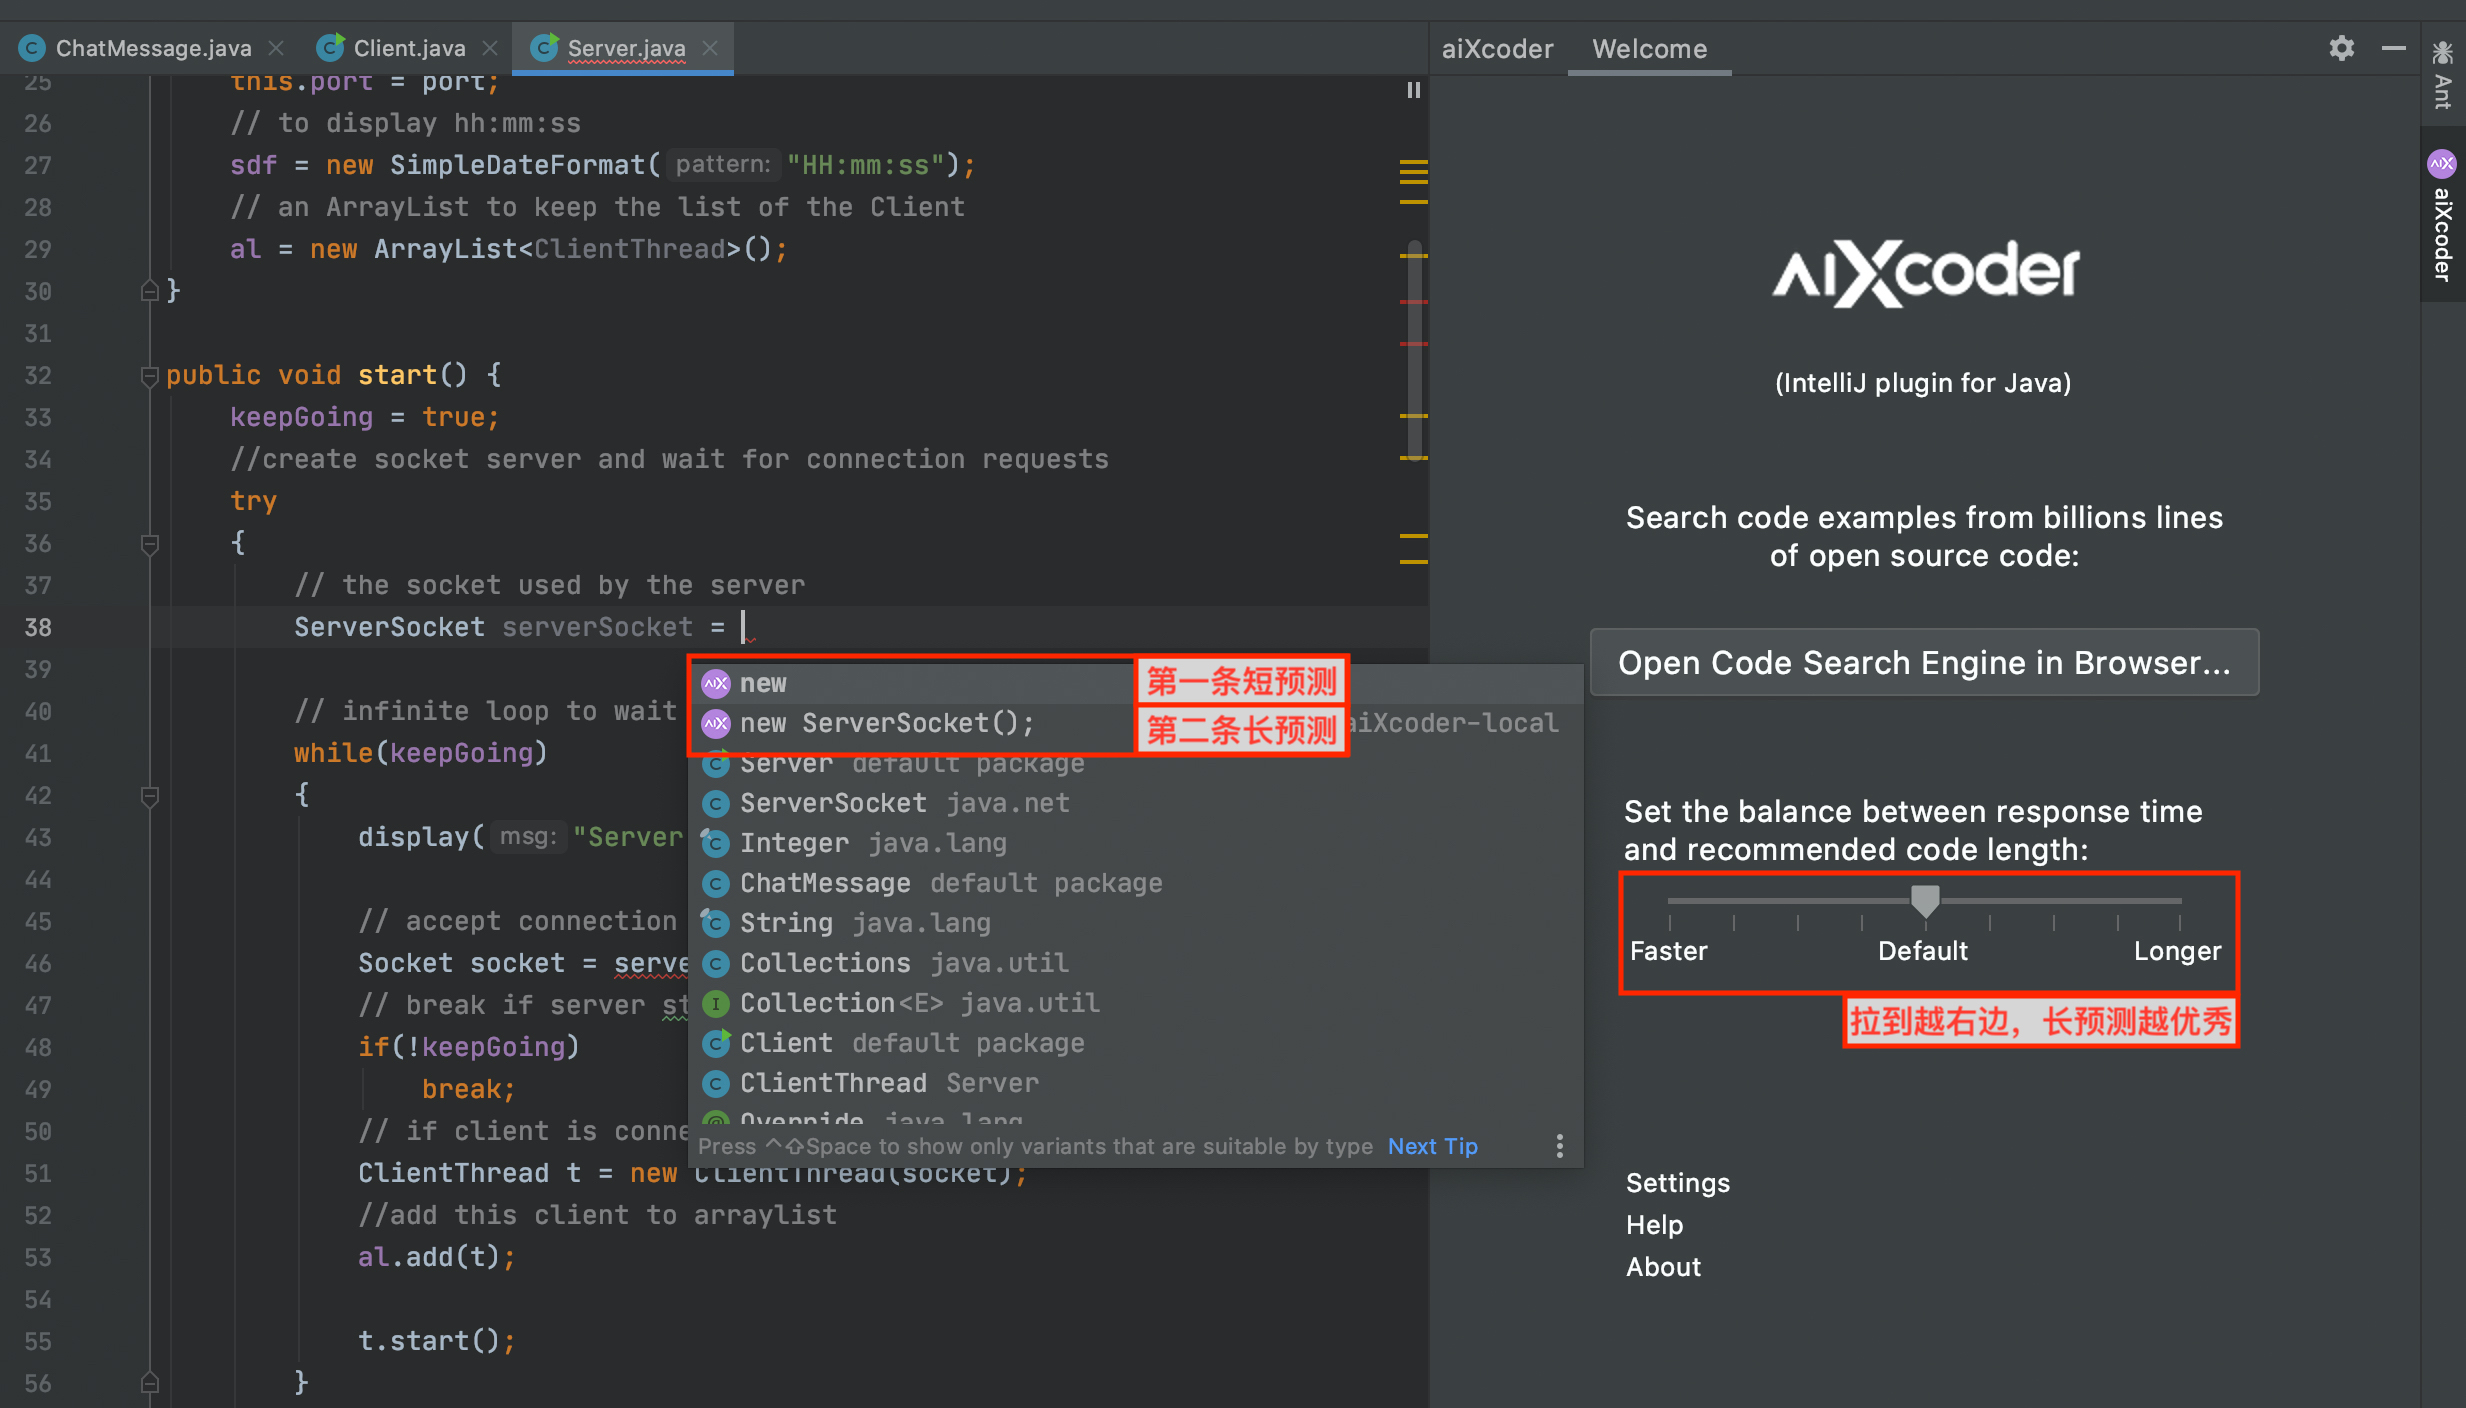 ChatMessage.java
Client.java
Server.java
aiXcoder
Welcome
Ant
aiXcoder
25 this.port = port;
26 // to display hh:mm:ss
27 sdf = new SimpleDateFormat( pattern: "HH:mm:ss");
28 // an ArrayList to keep the list of the Client
29 al = new ArrayList<ClientThread>();
30 }
31
32 public void start() {
33 keepGoing = true;
34 //create socket server and wait for connection requests
35 try
36 {
37 // the socket used by the server
38 ServerSocket serverSocket =
39
40 // infinite loop to wait
41 while(keepGoing)
42 {
43 display( msg: "Server
44
45 // accept connection
46 Socket socket = serve
47 // break if server st
48 if(!keepGoing)
49 break;
50 // if client is conne
51 ClientThread t = new ClientThread(socket);
52 //add this client to arraylist
53 al.add(t);
54
55 t.start();
56 }
new 第一条短预测
new ServerSocket(); 第二条长预测 aiXcoder-local
Server default package
ServerSocket java.net
Integer java.lang
ChatMessage default package
String java.lang
Collections java.util
Collection<E> java.util
Client default package
ClientThread Server
Override java.lang
Press ⌃⇧Space to show only variants that are suitable by type Next Tip
aiXcoder
(IntelliJ plugin for Java)
Search code examples from billions lines
of open source code:
Open Code Search Engine in Browser...
Set the balance between response time
and recommended code length:
Faster Default Longer
拉到越右边，长预测越优秀
Settings
Help
About